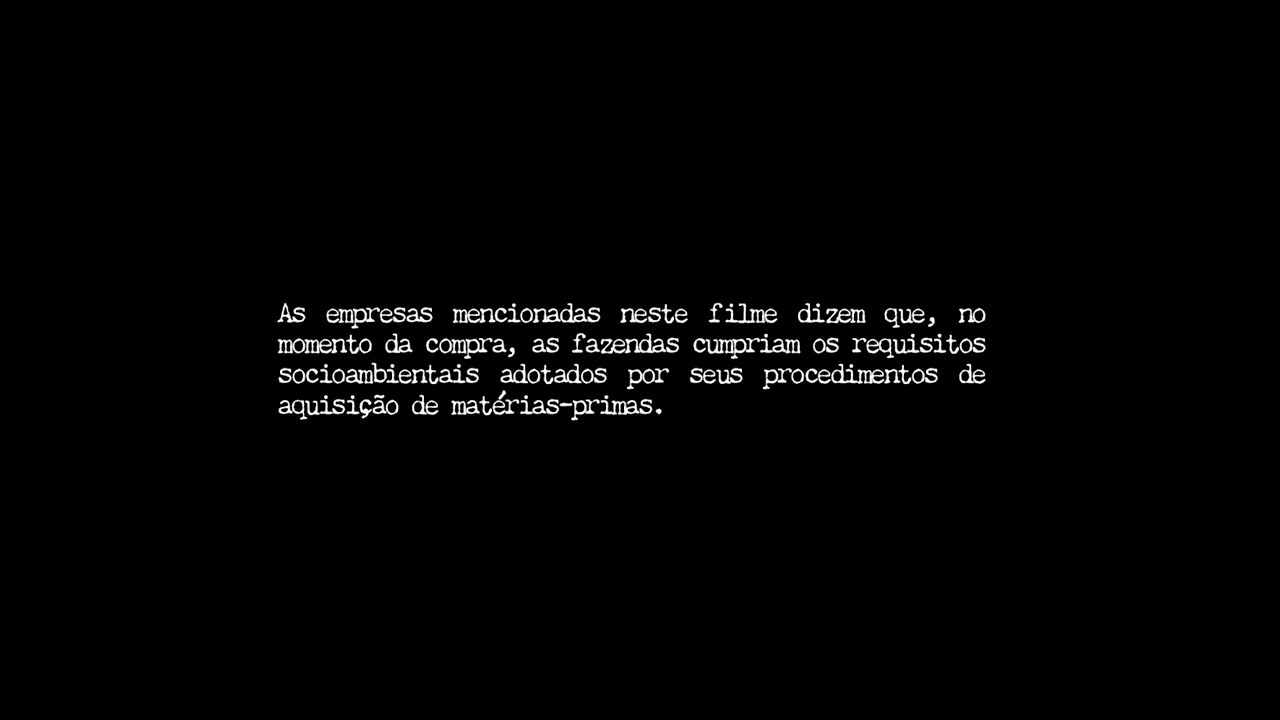 As empresas mencionadas neste filme dizem que, no
momento da compra, as fazendas cumpriam os requisitos
socioambientais adotados por seus procedimentos de
aquisição de matérias-primas.